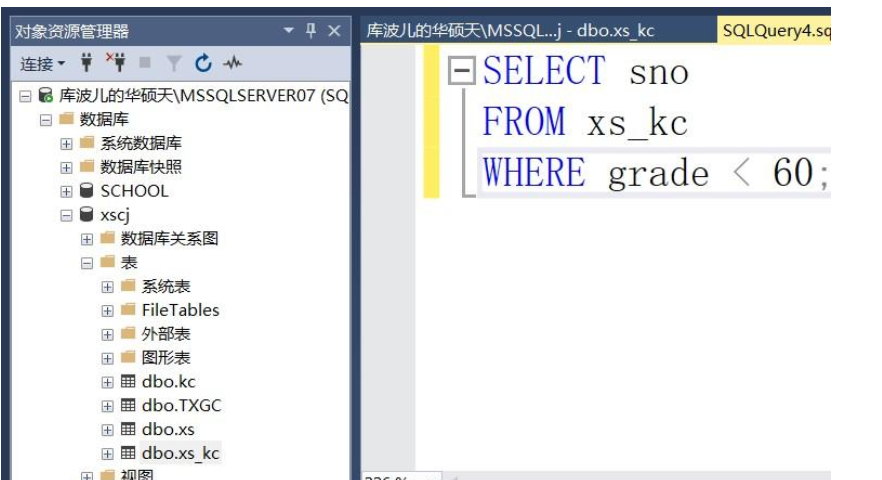 对象资源管理器
库波儿的华硕天\MSSQL...j - dbo.xs_kc
SQLQuery4.sq
连接
库波儿的华硕天\MSSQLSERVER07 (SQ
数据库
系统数据库
数据库快照
SCHOOL
xscj
数据库关系图
表
系统表
FileTables
外部表
图形表
dbo.kc
dbo.TXGC
dbo.xs
dbo.xs_kc
视图
SELECT sno
FROM xs_kc
WHERE grade < 60;